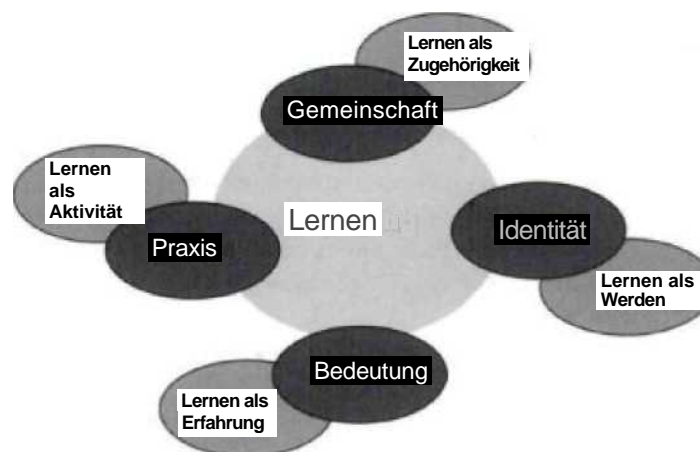 Lernen als
Zugehörigkeit
Gemeinschaft
Lernen
als
Aktivität
Praxis
Lernen
Identität
Lernen als
Werden
Bedeutung
Lernen als
Erfahrung